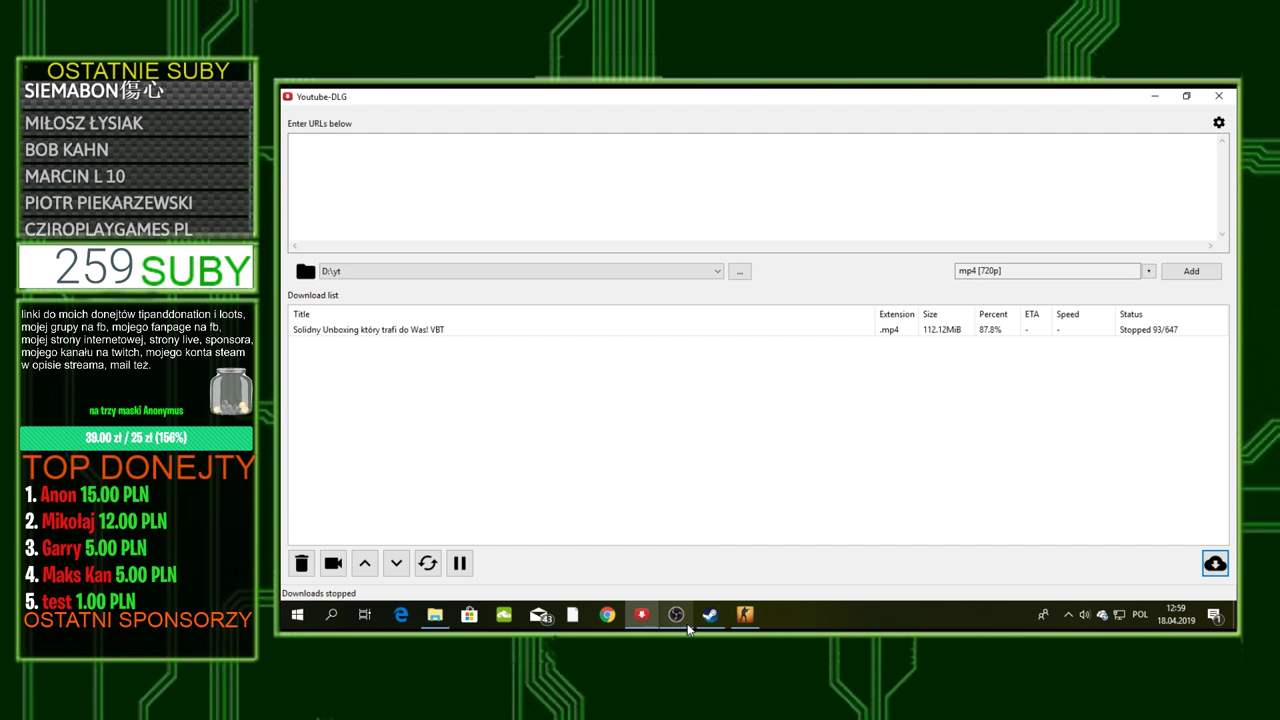 OSTATNIE SUBY
SIEMABON傷心
MIŁOSZ ŁYSIAK
BOB KAHN
MARCIN L 10
PIOTR PIEKARZEWSKI
CZIROPLAYGAMES PL
259 SUBY
linki do moich donejtów tipanddonation i loots,
mojej grupy na fb, mojego fanpage na fb,
mojej strony internetowej, strony live, sponsora,
mojego kanału na twitch, mojego konta steam
w opisie streama, mail też.
na trzy maski Anonymus
39.00 zł / 25 zł (156%)
TOP DONEJTY
1. Anon 15.00 PLN
2. Mikołaj 12.00 PLN
3. Garry 5.00 PLN
4. Maks Kan 5.00 PLN
5. test 1.00 PLN
OSTATNI SPONSORZY
Youtube-DLG
Enter URLs below
D:\yt
...
mp4 [720p]
Add
Download list
Title Extension Size Percent ETA Speed Status
Solidny Unboxing który trafi do Was! VBT .mp4 112.12MiB 87.8% - - Stopped 93/647
Downloads stopped
43
POL
12:59
18.04.2019
1